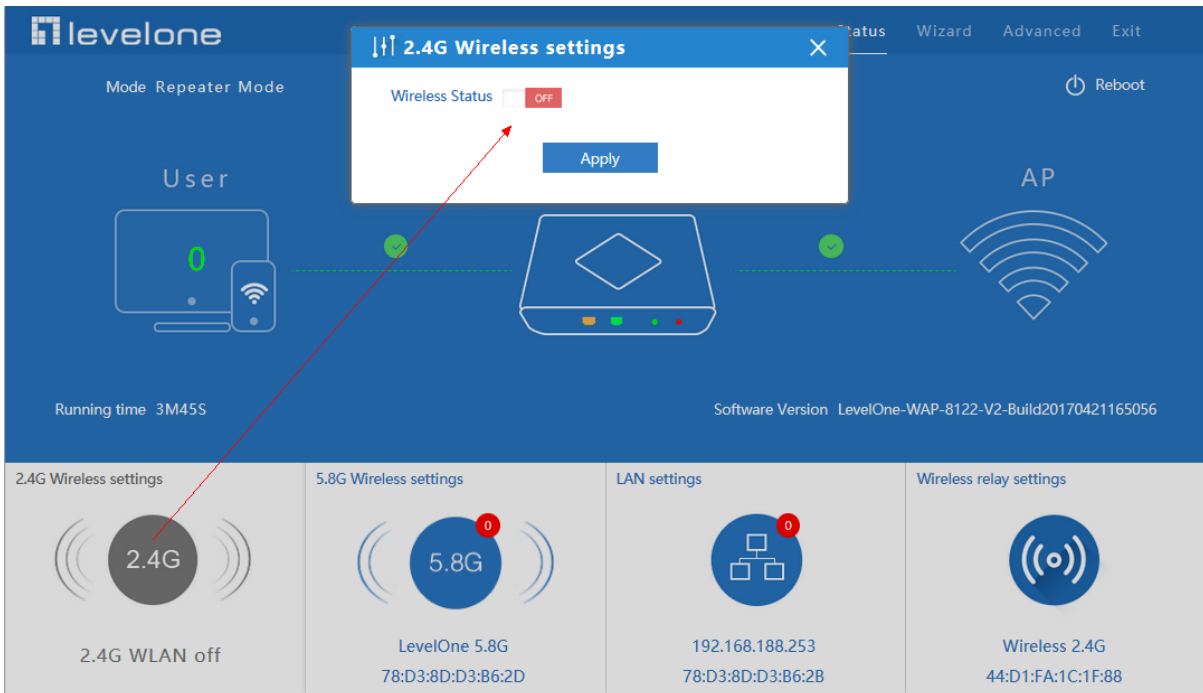 levelone
2.4G Wireless settings
Wizard Advanced Exit
Mode Repeater Mode
Wireless Status OFF
Reboot
Apply
User
AP
0
Running time 3M45S
Software Version LevelOne-WAP-8122-V2-Build20170421165056
2.4G Wireless settings
5.8G Wireless settings
LAN settings
Wireless relay settings
0
0
2.4G
5.8G
2.4G WLAN off
LevelOne 5.8G
192.168.188.253
Wireless 2.4G
78:D3:8D:D3:B6:2D
78:D3:8D:D3:B6:2B
44:D1:FA:1C:1F:88